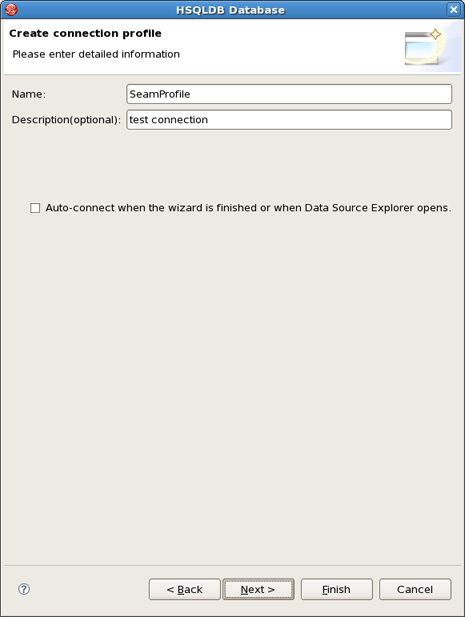 HSQLDB Database
Create connection profile
Please enter detailed information
Name: SeamProfile
Description(optional): test connection
Auto-connect when the wizard is finished or when Data Source Explorer opens.
? < Back Next > Finish Cancel